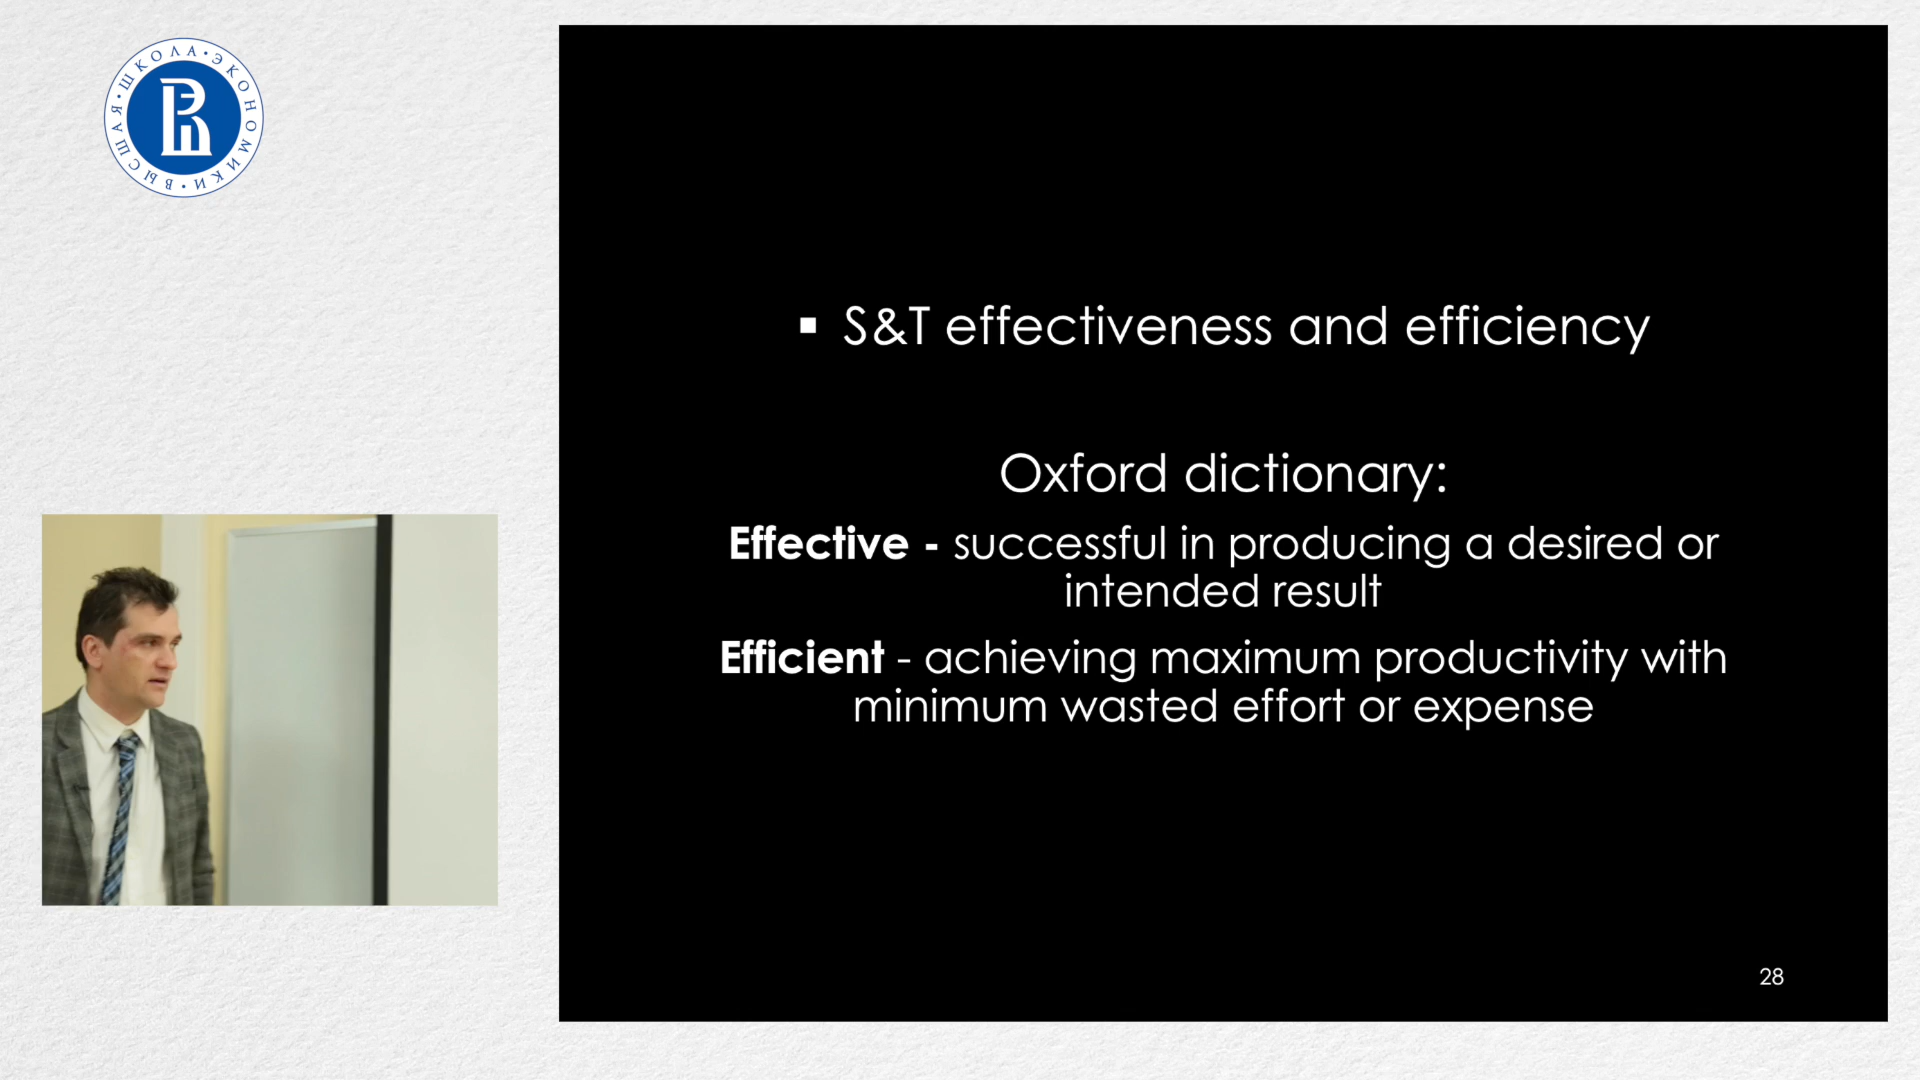 ВЫСШАЯ • ШКОЛА • ЭКОНОМИКИ •
▪ S&T effectiveness and efficiency
Oxford dictionary:
Effective - successful in producing a desired or
intended result
Efficient - achieving maximum productivity with
minimum wasted effort or expense
28